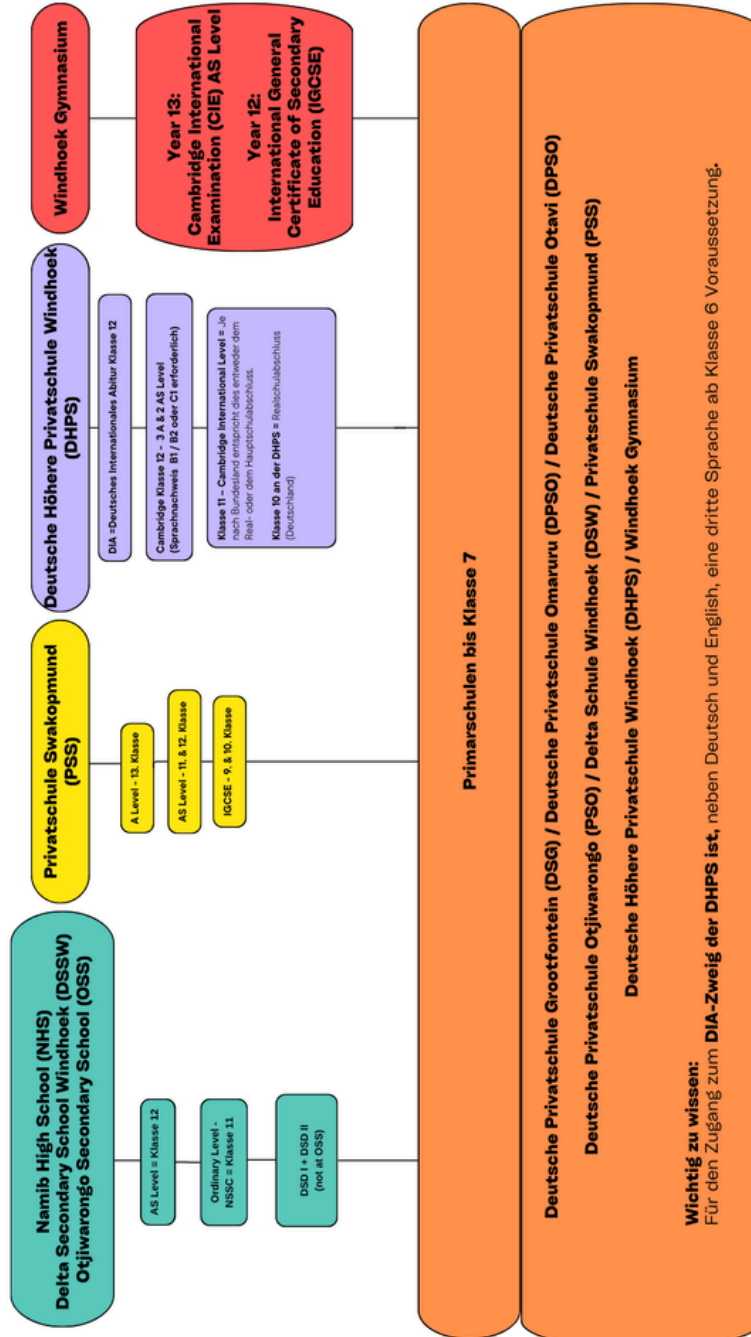 Namib High School (NHS)
Delta Secondary School Windhoek (DSSW)
Otjiwarongo Secondary School (OSS)
AS Level = Klasse 12
Ordinary Level -
NSSC = Klasse 11
DSD I + DSD II
(not at OSS)
Privatschule Swakopmund
(PSS)
A Level - 13. Klasse
AS Level - 11. & 12. Klasse
IGCSE - 9. & 10. Klasse
Deutsche Höhere Privatschule Windhoek
(DHPS)
DIA =Deutsches Internationales Abitur Klasse 12
Cambridge Klasse 12 - 3 A & 2 AS Level
(Sprachnachweis B1 / B2 oder C1 erforderlich)
Klasse 11 – Cambridge International Level = Je
nach Bundesland entspricht dies entweder dem
Real- oder dem Hauptschulabschluss.
Klasse 10 an der DHPS = Realschulabschluss
(Deutschland)
Windhoek Gymnasium
Year 13:
Cambridge International
Examination (CIE) AS Level
Year 12:
International General
Certificate of Secondary
Education (IGCSE)
Primarschulen bis Klasse 7
Deutsche Privatschule Grootfontein (DSG) / Deutsche Privatschule Omaruru (DPSO) / Deutsche Privatschule Otavi (DPSO)
Deutsche Privatschule Otjiwarongo (PSO) / Delta Schule Windhoek (DSW) / Privatschule Swakopmund (PSS)
Deutsche Höhere Privatschule Windhoek (DHPS) / Windhoek Gymnasium
Wichtig zu wissen:
Für den Zugang zum DIA-Zweig der DHPS ist, neben Deutsch und English, eine dritte Sprache ab Klasse 6 Voraussetzung.